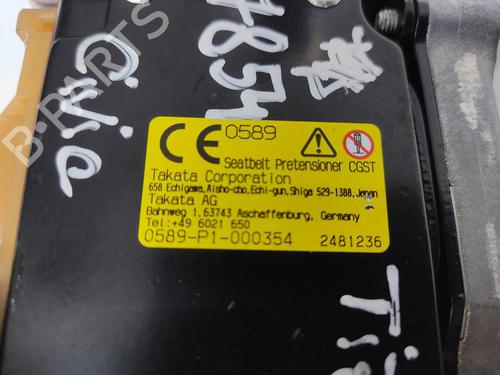 B-PARTS
4854
CE 0589
Seatbelt Pretensioner CGST
Takata Corporation
658 Echigawa,Aisho-cho,Echi-gun,Shiga 529-1388,Japan
Takata AG
Bahnweg 1,63743 Aschaffenburg, Germany
Tel:+49 6021 650
0589-P1-000354 2481236